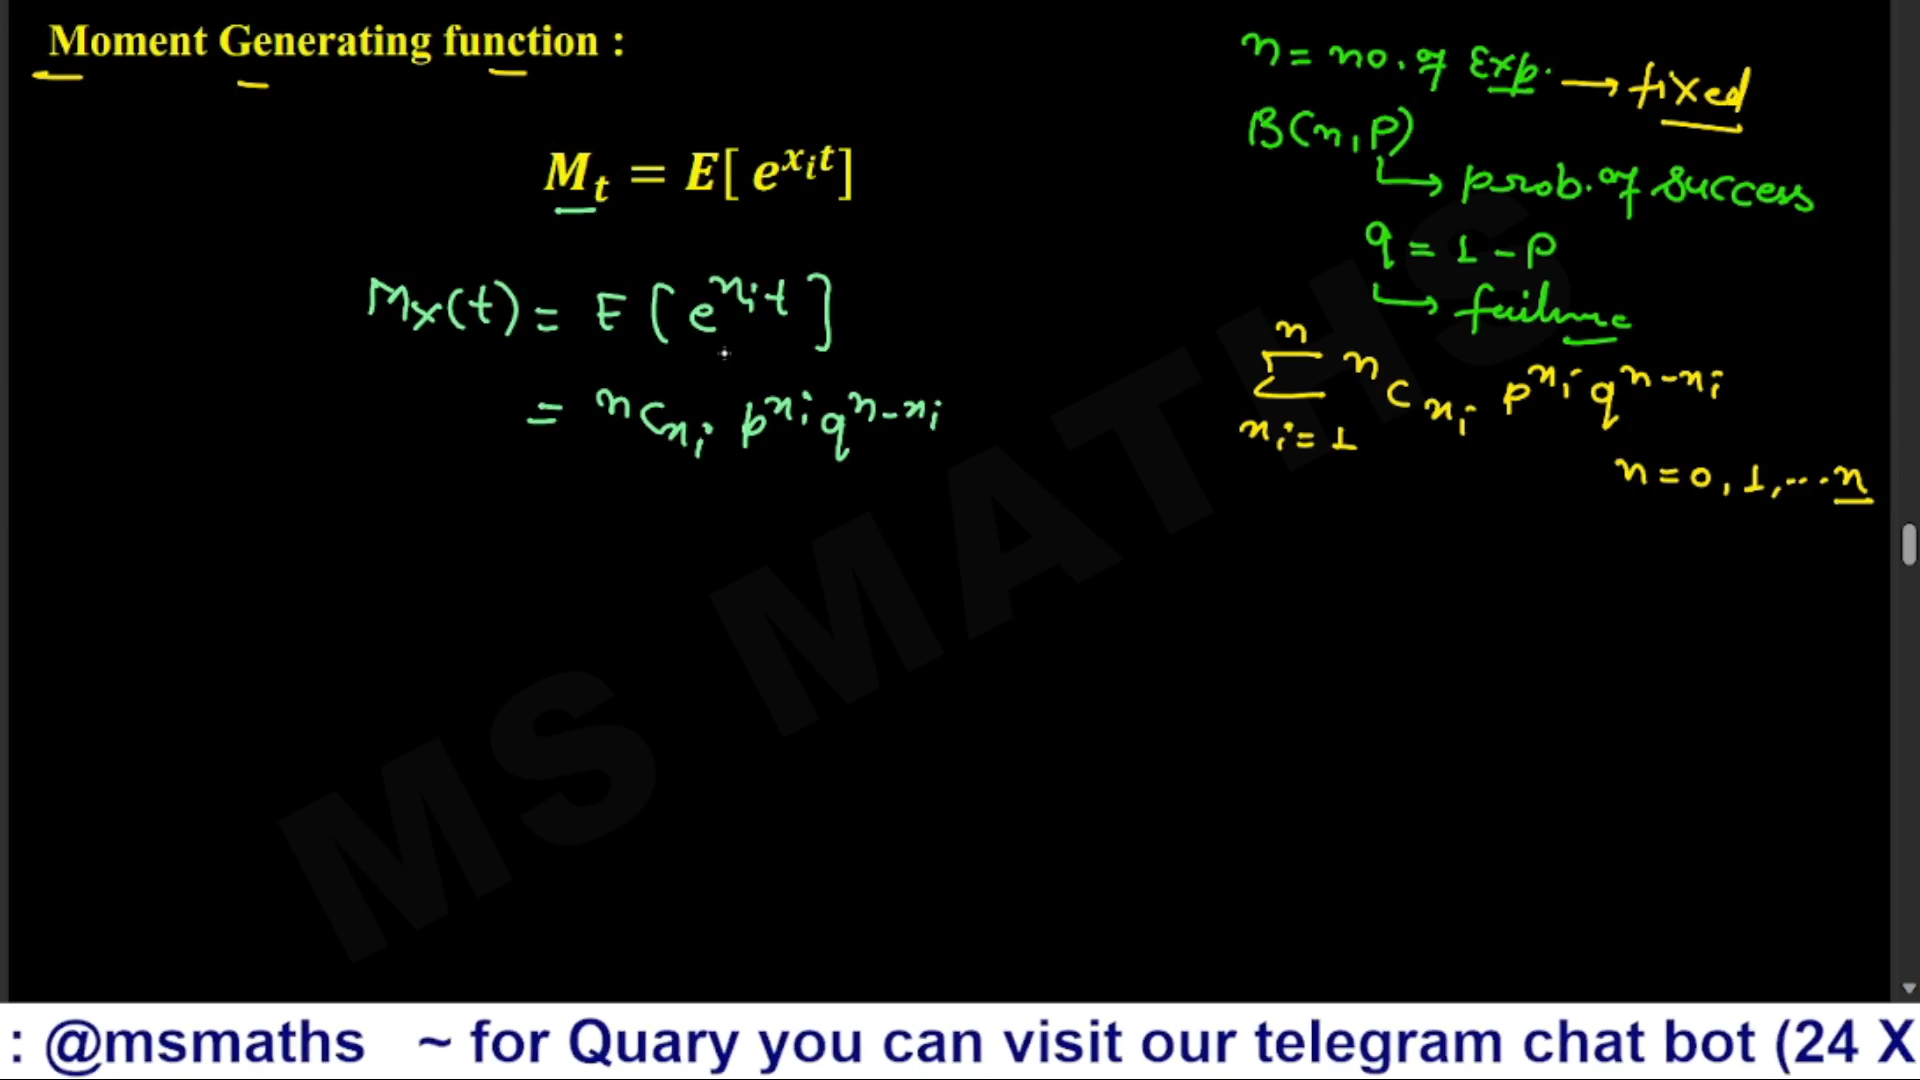 Moment Generating function :
M_t = E[ e^{x_i t} ]
M_X(t) = E [ e^{x_i t} ]
= ^nC_{x_i} p^{x_i} q^{n-x_i}
n = no. of Exp. → fixed
B(n, P)
↳ prob. of success
q = 1 - P
↳ failure
\sum_{x_i=1}^{n} ^nC_{x_i} p^{x_i} q^{n-x_i}
n = 0, 1, ... n
MS MATHS
: @msmaths ~ for Quary you can visit our telegram chat bot (24 X